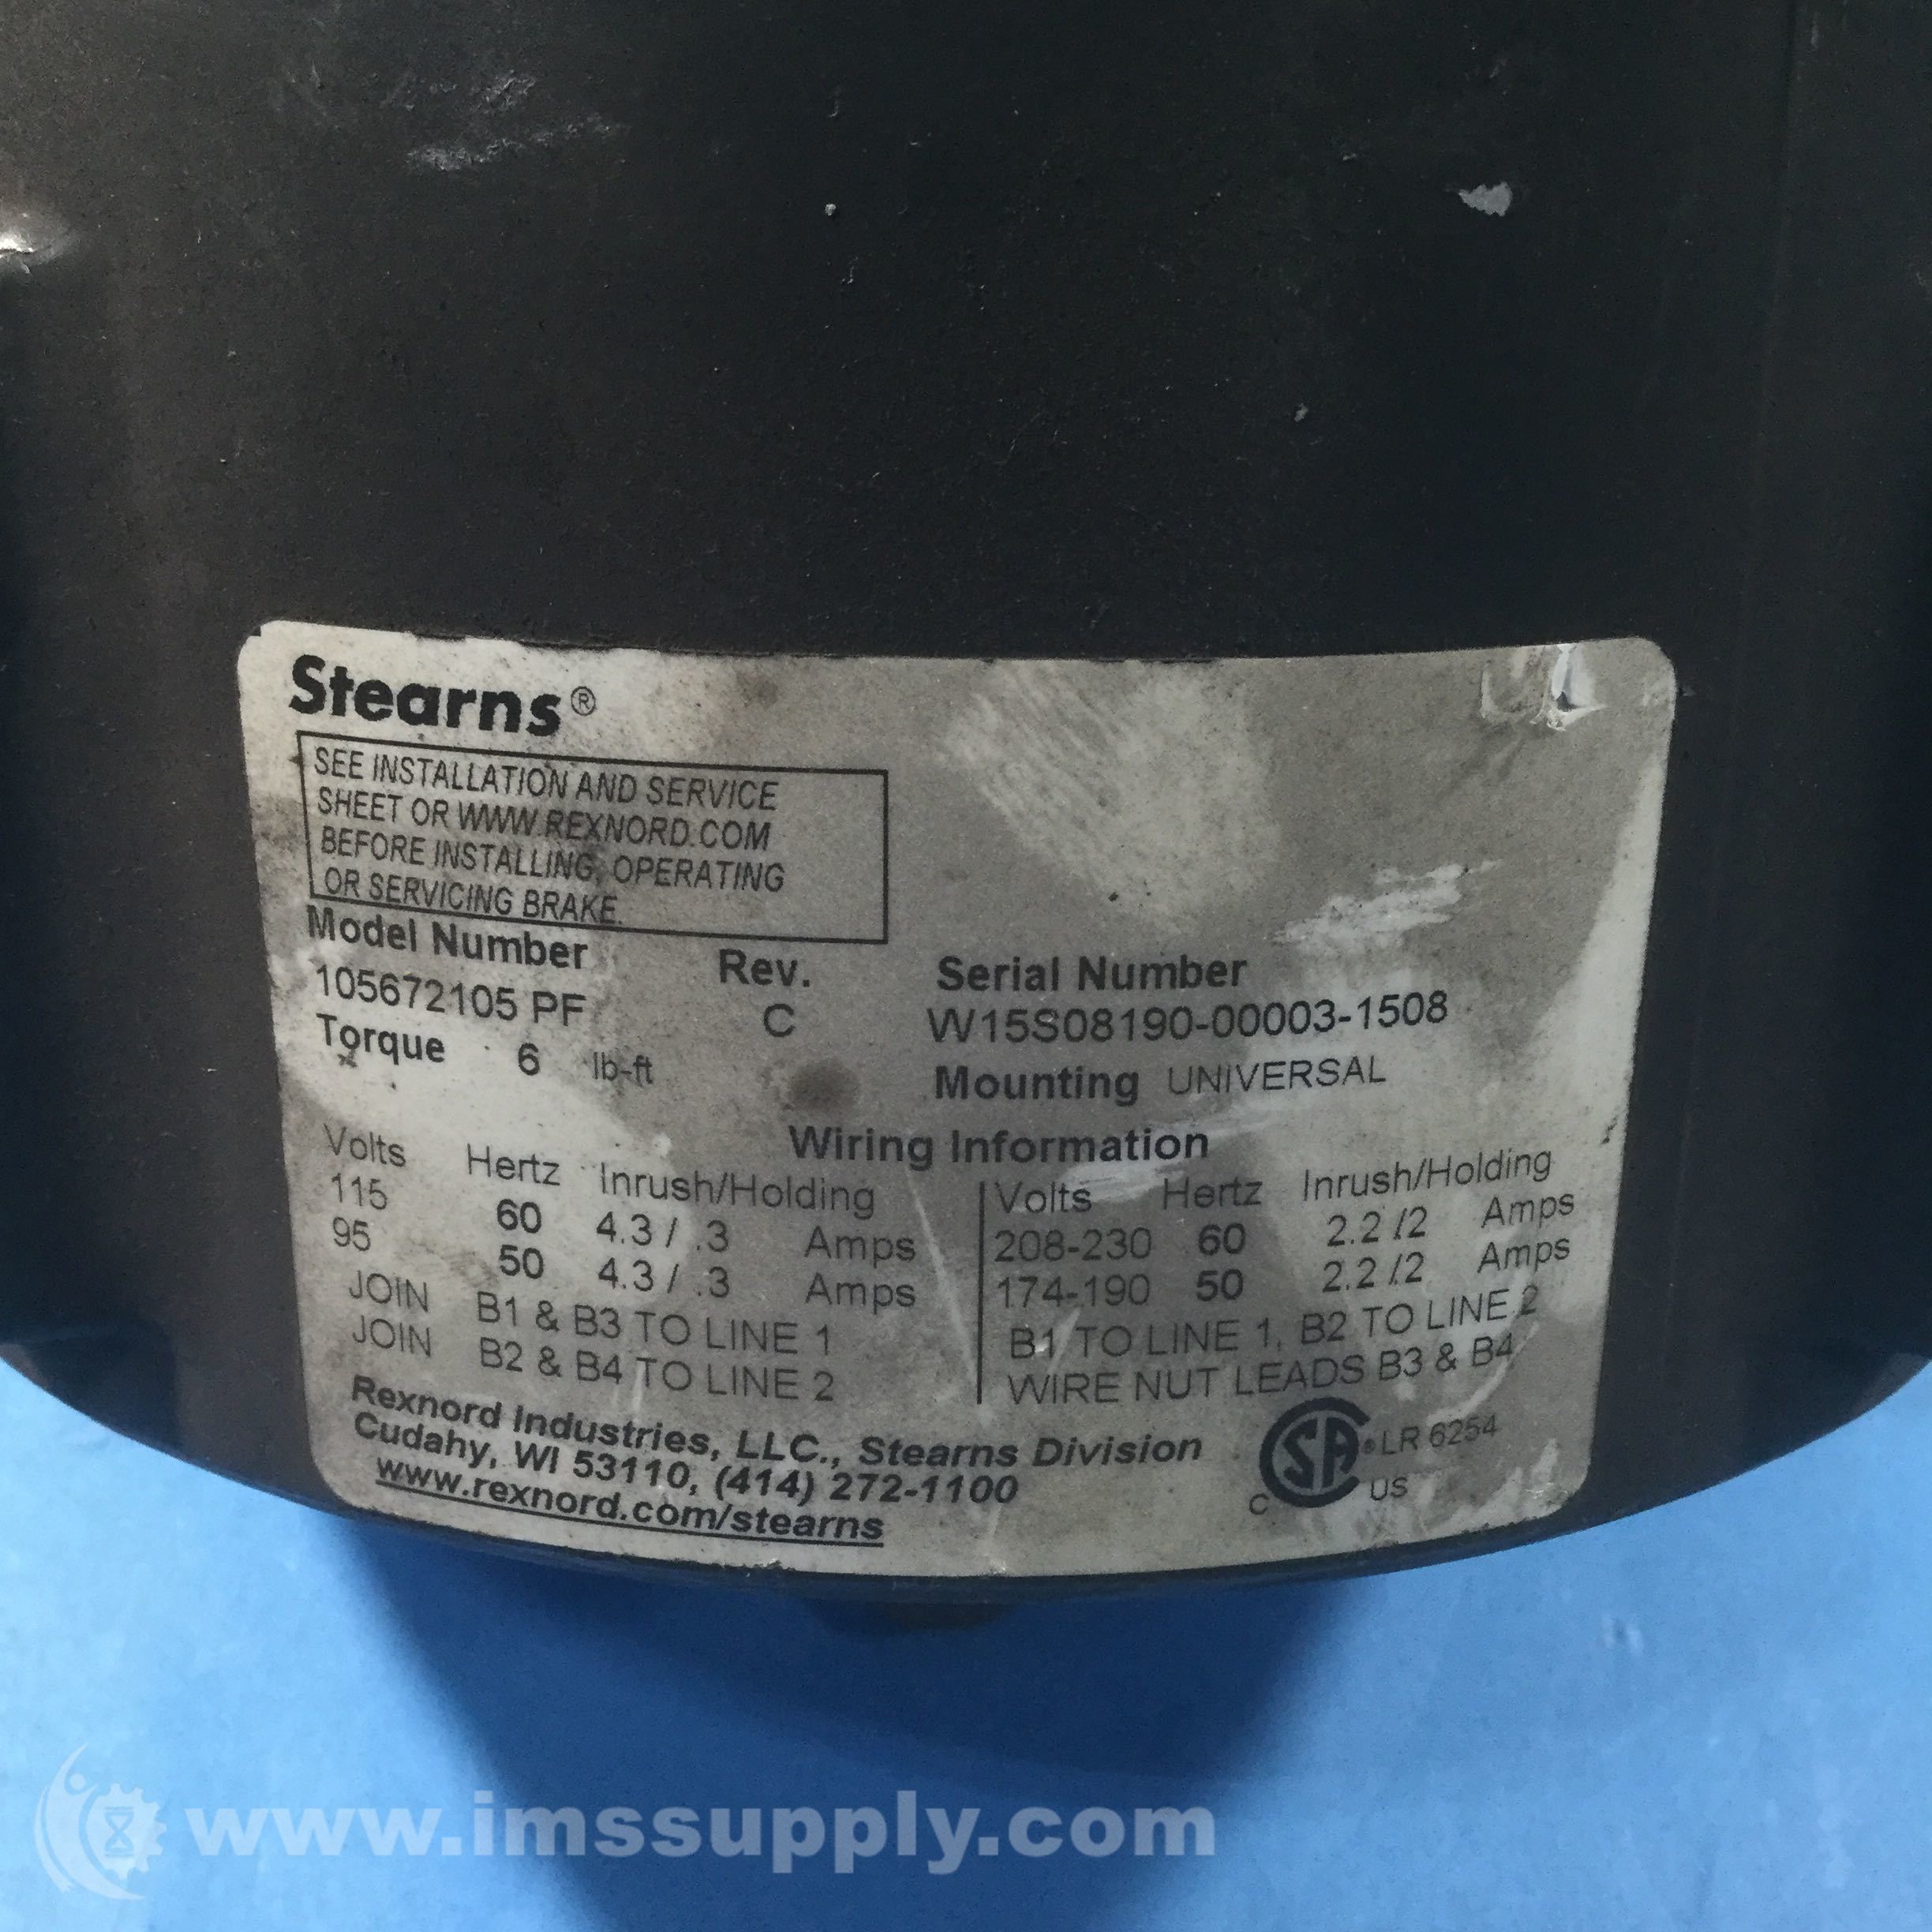 Stearns®
SEE INSTALLATION AND SERVICE
SHEET OR WWW.REXNORD.COM
BEFORE INSTALLING, OPERATING
OR SERVICING BRAKE.
Model Number Rev. Serial Number
105672105 PF C W15S08190-00003-1508
Torque 6 lb-ft Mounting UNIVERSAL
Wiring Information
Volts Hertz Inrush/Holding
115 60 4.3 / .3 Amps
95 50 4.3 / .3 Amps
JOIN B1 & B3 TO LINE 1
JOIN B2 & B4 TO LINE 2
Volts Hertz Inrush/Holding
208-230 60 2.2 /2 Amps
174-190 50 2.2 /.2 Amps
B1 TO LINE 1, B2 TO LINE 2
WIRE NUT LEADS B3 & B4
Rexnord Industries, LLC., Stearns Division
Cudahy, WI 53110, (414) 272-1100
www.rexnord.com/stearns
C SA ® LR 6254
US
www.imssupply.com